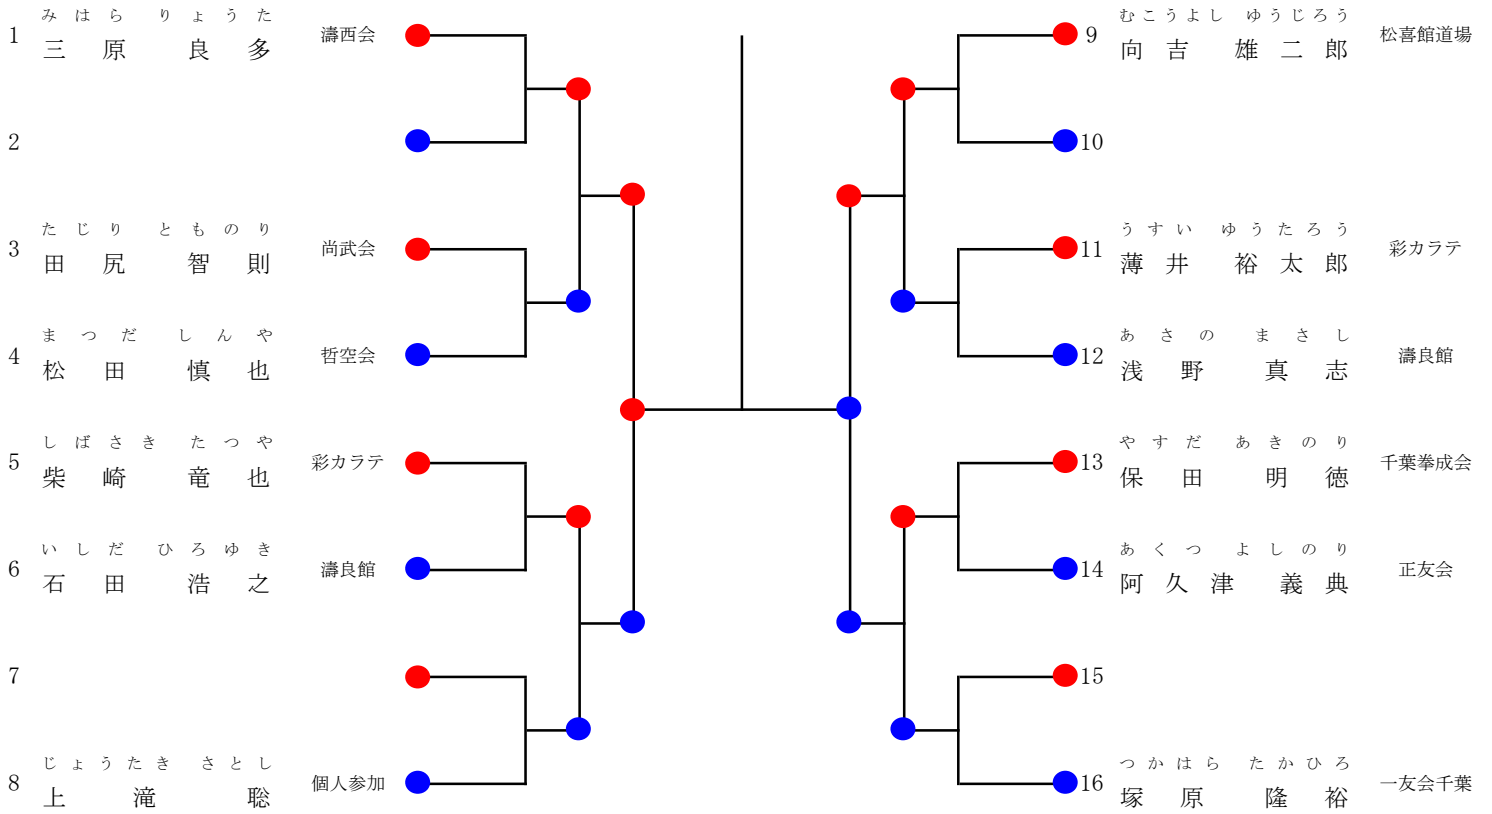 みはら りょうた
1 三原 良多 濤西会
2
たじり とものり
3 田尻 智則 尚武会
まつだ しんや
4 松田 慎也 哲空会
しばさき たつや
5 柴崎 竜也 彩カラテ
いしだ ひろゆき
6 石田 浩之 濤良館
7
じょうたき さとし
8 上滝 聡 個人参加
むこうよし ゆうじろう
9 向吉 雄二郎 松喜館道場
10
うすい ゆうたろう
11 薄井 裕太郎 彩カラテ
あさの まさし
12 浅野 真志 濤良館
やすだ あきのり
13 保田 明徳 千葉拳成会
あくつ よしのり
14 阿久津 義典 正友会
15
つかはら たかひろ
16 塚原 隆裕 一友会千葉